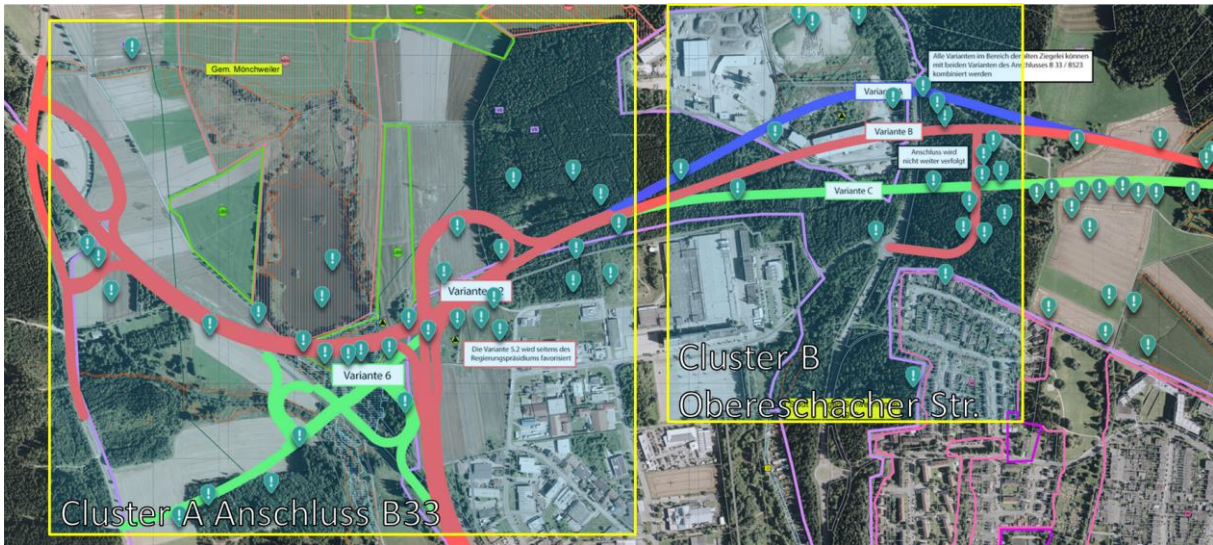 Gem. Mönchweiler
Alle Varianten im Bereich der alten Ziegelei können
mit beiden Varianten des Anschlusses B 33 / B523
kombiniert werden
Variante B
Anschluss wird
nicht weiter verfolgt
Variante C
Die Variante 5.2 wird seitens des
Regierungspräsidiums favorisiert
Variante 6
Cluster B
Obereschacher Str.
Cluster A Anschluss B33